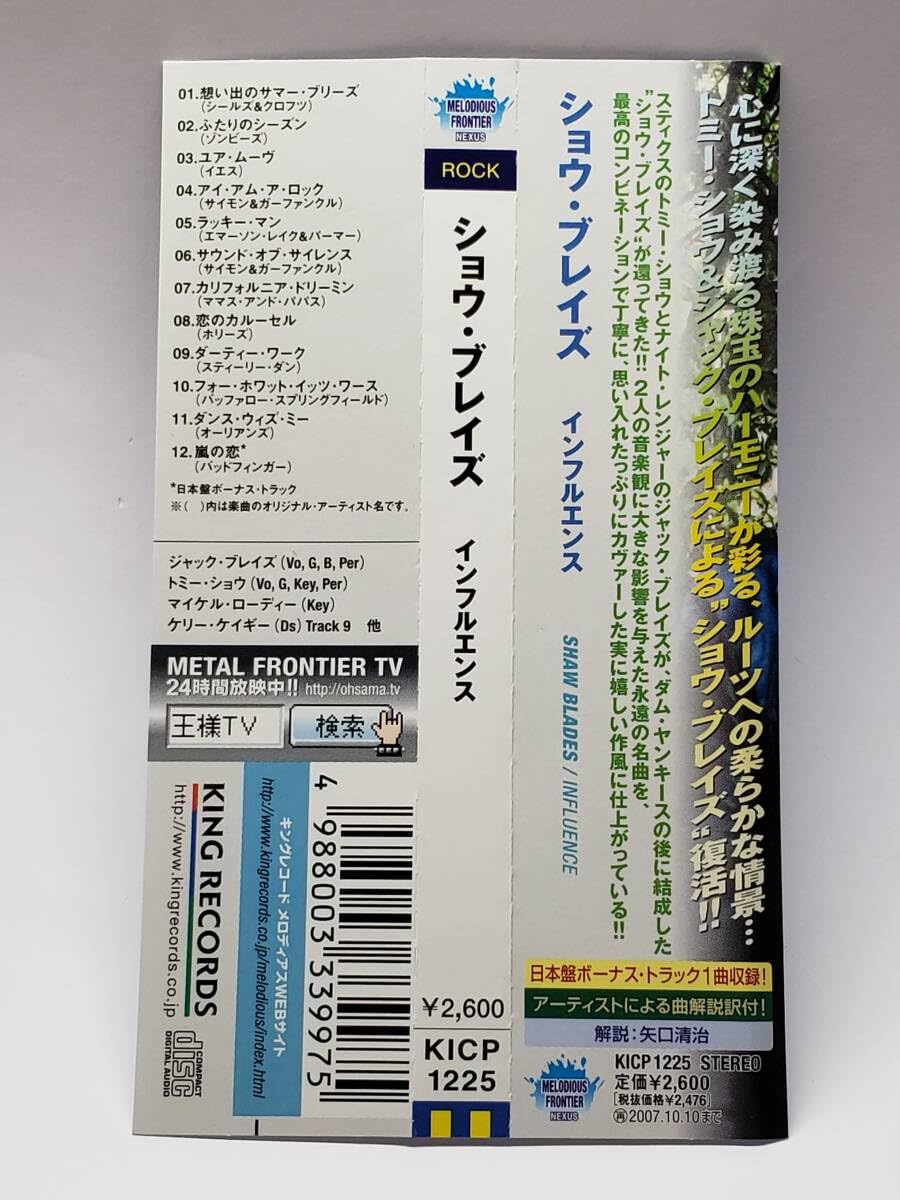 01.想い出のサマー・ブリーズ
(シールズ&クロフツ)
02.ふたりのシーズン
(ゾンビーズ)
03.ユア・ムーヴ
(イエス)
04.アイ・アム・ア・ロック
(サイモン&ガーファンクル)
05.ラッキー・マン
(エマーソン・レイク&パーマー)
06.サウンド・オブ・サイレンス
(サイモン&ガーファンクル)
07.カリフォルニア・ドリーミン
(ママス・アンド・パパス)
08.恋のカルーセル
(ホリーズ)
09.ダーティー・ワーク
(スティーリー・ダン)
10.フォー・ホワット・イッツ・ワース
(バッファロー・スプリングフィールド)
11.ダンス・ウィズ・ミー
(オーリアンズ)
12.嵐の恋*
(バッドフィンガー)
*日本盤ボーナス・トラック
※( )内は楽曲のオリジナル・アーティスト名です。
ジャック・ブレイズ(Vo, G, B, Per)
トミー・ショウ(Vo, G, Key, Per)
マイケル・ローディー(Key)
ケリー・ケイギー(Ds) Track 9 他
METAL FRONTIER TV
24時間放映中!! http://ohsama.tv
王様TV 検索
KING RECORDS
http://www.kingrecords.co.jp
COMPACT
disc
DIGITAL AUDIO
キングレコード メロディアスWEBサイト
http://www.kingrecords.co.jp/melodious/index.html
4 988003 339975
MELODIOUS
FRONTIER
NEXUS
ROCK
ショウ・ブレイズ インフルエンス
¥2,600
KICP
1225
心に深く染み渡る珠玉のハーモニーが彩る、ルーツへの柔らかな情景…
トミー・ショウ&ジャック・ブレイズによる"ショウ・ブレイズ"復活!!
スティクスのトミー・ショウとナイト・レンジャーのジャック・ブレイズが、ダム・ヤンキースの後に結成した
"ショウ・ブレイズ"が還ってきた!! 2人の音楽観に大きな影響を与えた永遠の名曲を、
最高のコンビネーションで丁寧に、思い入れたっぷりにカヴァーした実に嬉しい作風に仕上がっている!!
ショウ・ブレイズ インフルエンス SHAW BLADES / INFLUENCE
日本盤ボーナス・トラック1曲収録!
アーティストによる曲解説訳付!
解説:矢口清治
MELODIOUS
FRONTIER
NEXUS
KICP 1225 STEREO
定価¥2,600
[税抜価格¥2,476]
再2007.10.10まで